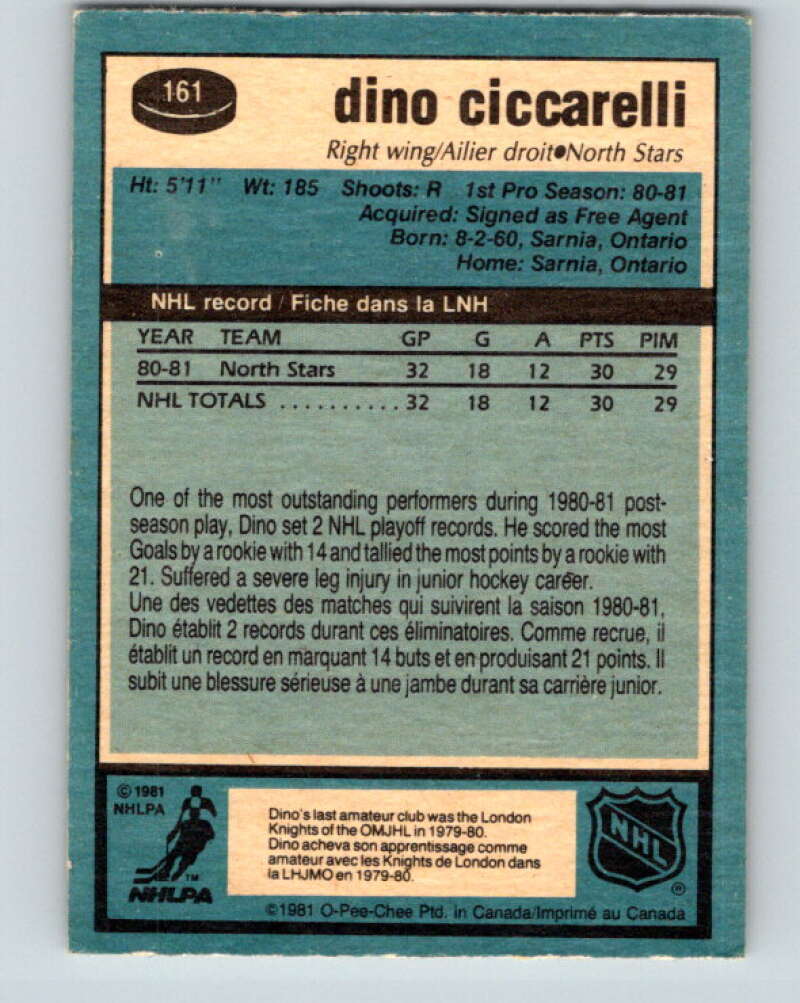 161
dino ciccarelli
Right wing/Ailier droit●North Stars
Ht: 5'11" Wt: 185 Shoots: R 1st Pro Season: 80-81
Acquired: Signed as Free Agent
Born: 8-2-60, Sarnia, Ontario
Home: Sarnia, Ontario
NHL record / Fiche dans la LNH
YEAR TEAM GP G A PTS PIM
80-81 North Stars 32 18 12 30 29
NHL TOTALS .......... 32 18 12 30 29
One of the most outstanding performers during 1980-81 post-
season play, Dino set 2 NHL playoff records. He scored the most
Goals by a rookie with 14 and tallied the most points by a rookie with
21. Suffered a severe leg injury in junior hockey career.
Une des vedettes des matches qui suivirent la saison 1980-81,
Dino établit 2 records durant ces éliminatoires. Comme recrue, il
établit un record en marquant 14 buts et en produisant 21 points. Il
subit une blessure sérieuse à une jambe durant sa carrière junior.
© 1981
NHLPA
TM
NHLPA
Dino's last amateur club was the London
Knights of the OMJHL in 1979-80.
Dino acheva son apprentissage comme
amateur avec les Knights de London dans
la LHJMO en 1979-80.
NHL
®
©1981 O-Pee-Chee Ptd. in Canada/Imprimé au Canada